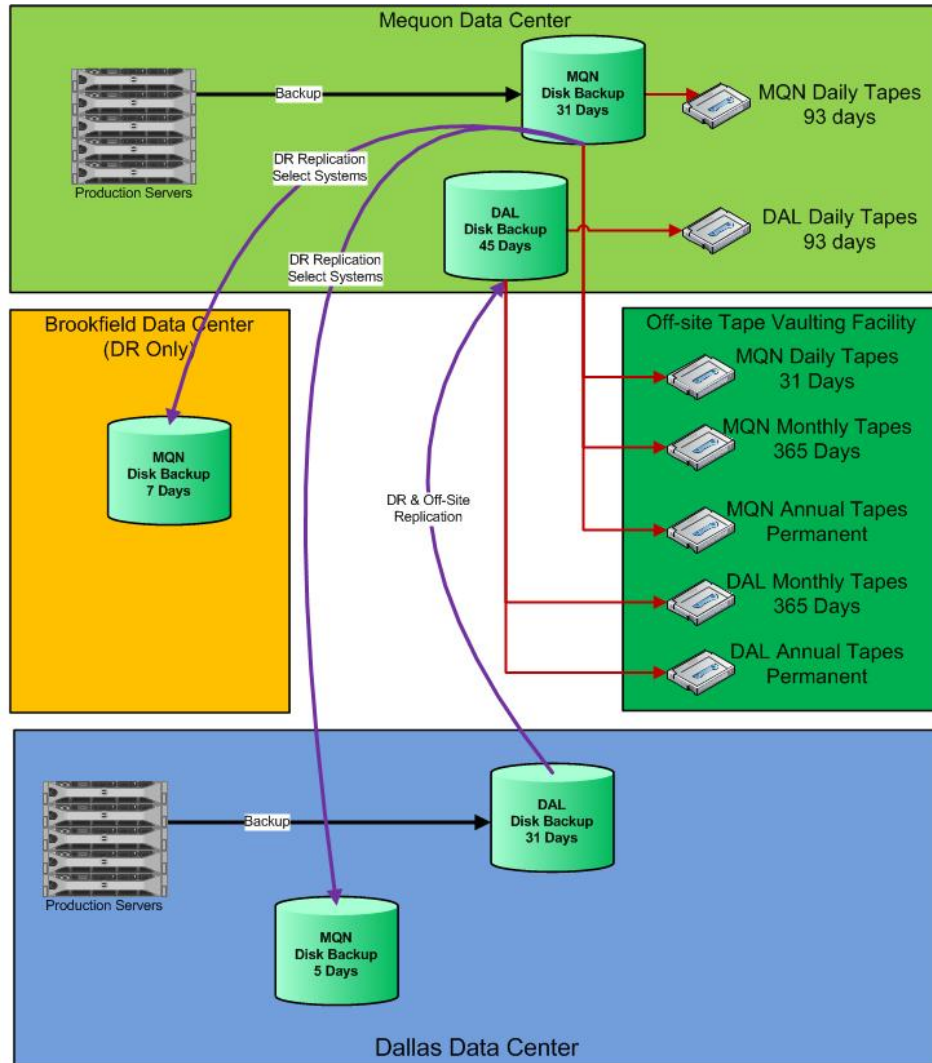 Mequon Data Center
Production Servers
Backup
MQN
Disk Backup
31 Days
MQN Daily Tapes
93 days
DR Replication
Select Systems
DAL
Disk Backup
45 Days
DAL Daily Tapes
93 days
DR Replication
Select Systems
Brookfield Data Center
(DR Only)
MQN
Disk Backup
7 Days
DR & Off-Site
Replication
Off-site Tape Vaulting Facility
MQN Daily Tapes
31 Days
MQN Monthly Tapes
365 Days
MQN Annual Tapes
Permanent
DAL Monthly Tapes
365 Days
DAL Annual Tapes
Permanent
Production Servers
Backup
DAL
Disk Backup
31 Days
MQN
Disk Backup
5 Days
Dallas Data Center